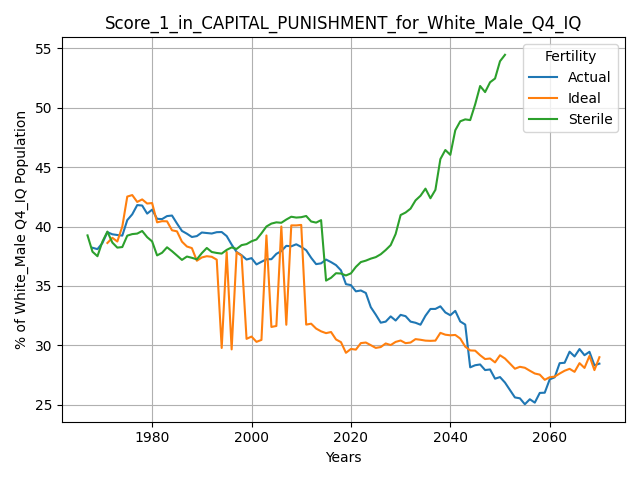 Score_1_in_CAPITAL_PUNISHMENT_for_White_Male_Q4_IQ
% of White_Male Q4_IQ Population
55
50
45
40
35
30
25
Fertility
Actual
Ideal
Sterile
1980
2000
2020
2040
2060
Years